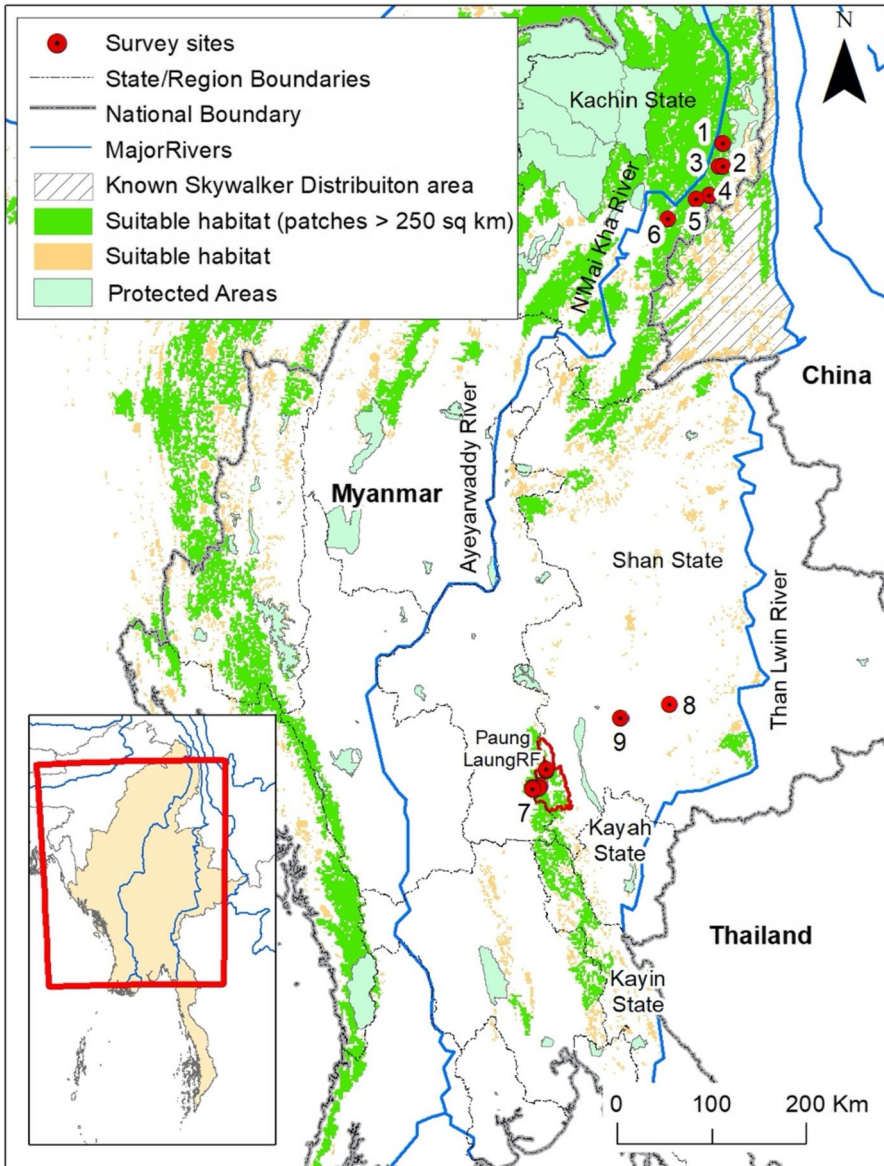 Survey sites
State/Region Boundaries
National Boundary
MajorRivers
Known Skywalker Distribuiton area
Suitable habitat (patches > 250 sq km)
Suitable habitat
Protected Areas
N
Kachin State
1
3
2
4
5
6
N'Mai Kha River
China
Ayeyarwaddy River
Myanmar
Shan State
Than Lwin River
8
9
Paung
LaungRF
7
Kayah
State
Thailand
Kayin
State
0
100
200 Km